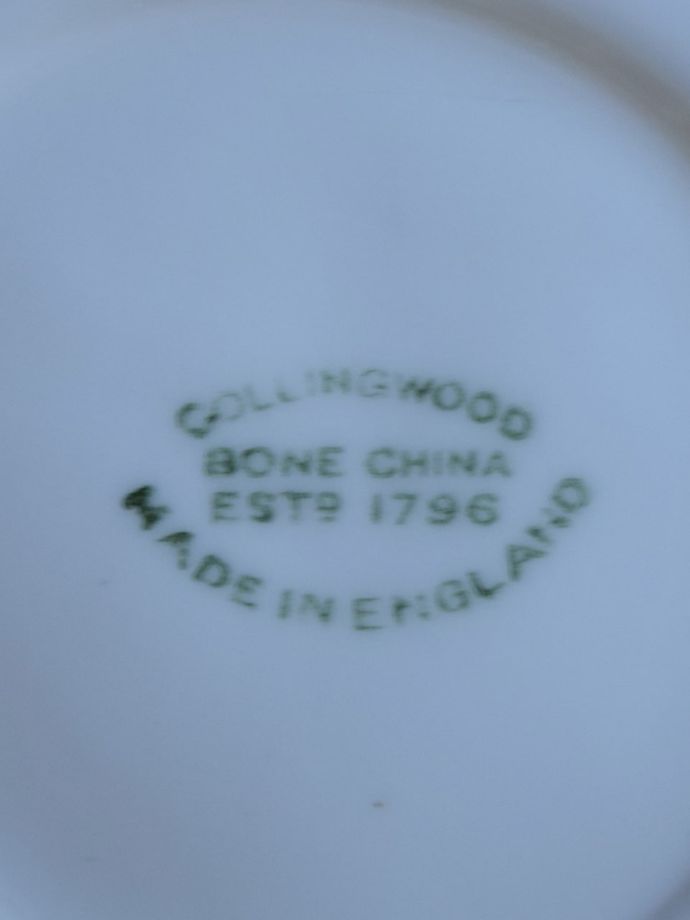 COLLINGWOOD
BONE CHINA
ESTD 1796
MADE IN ENGLAND